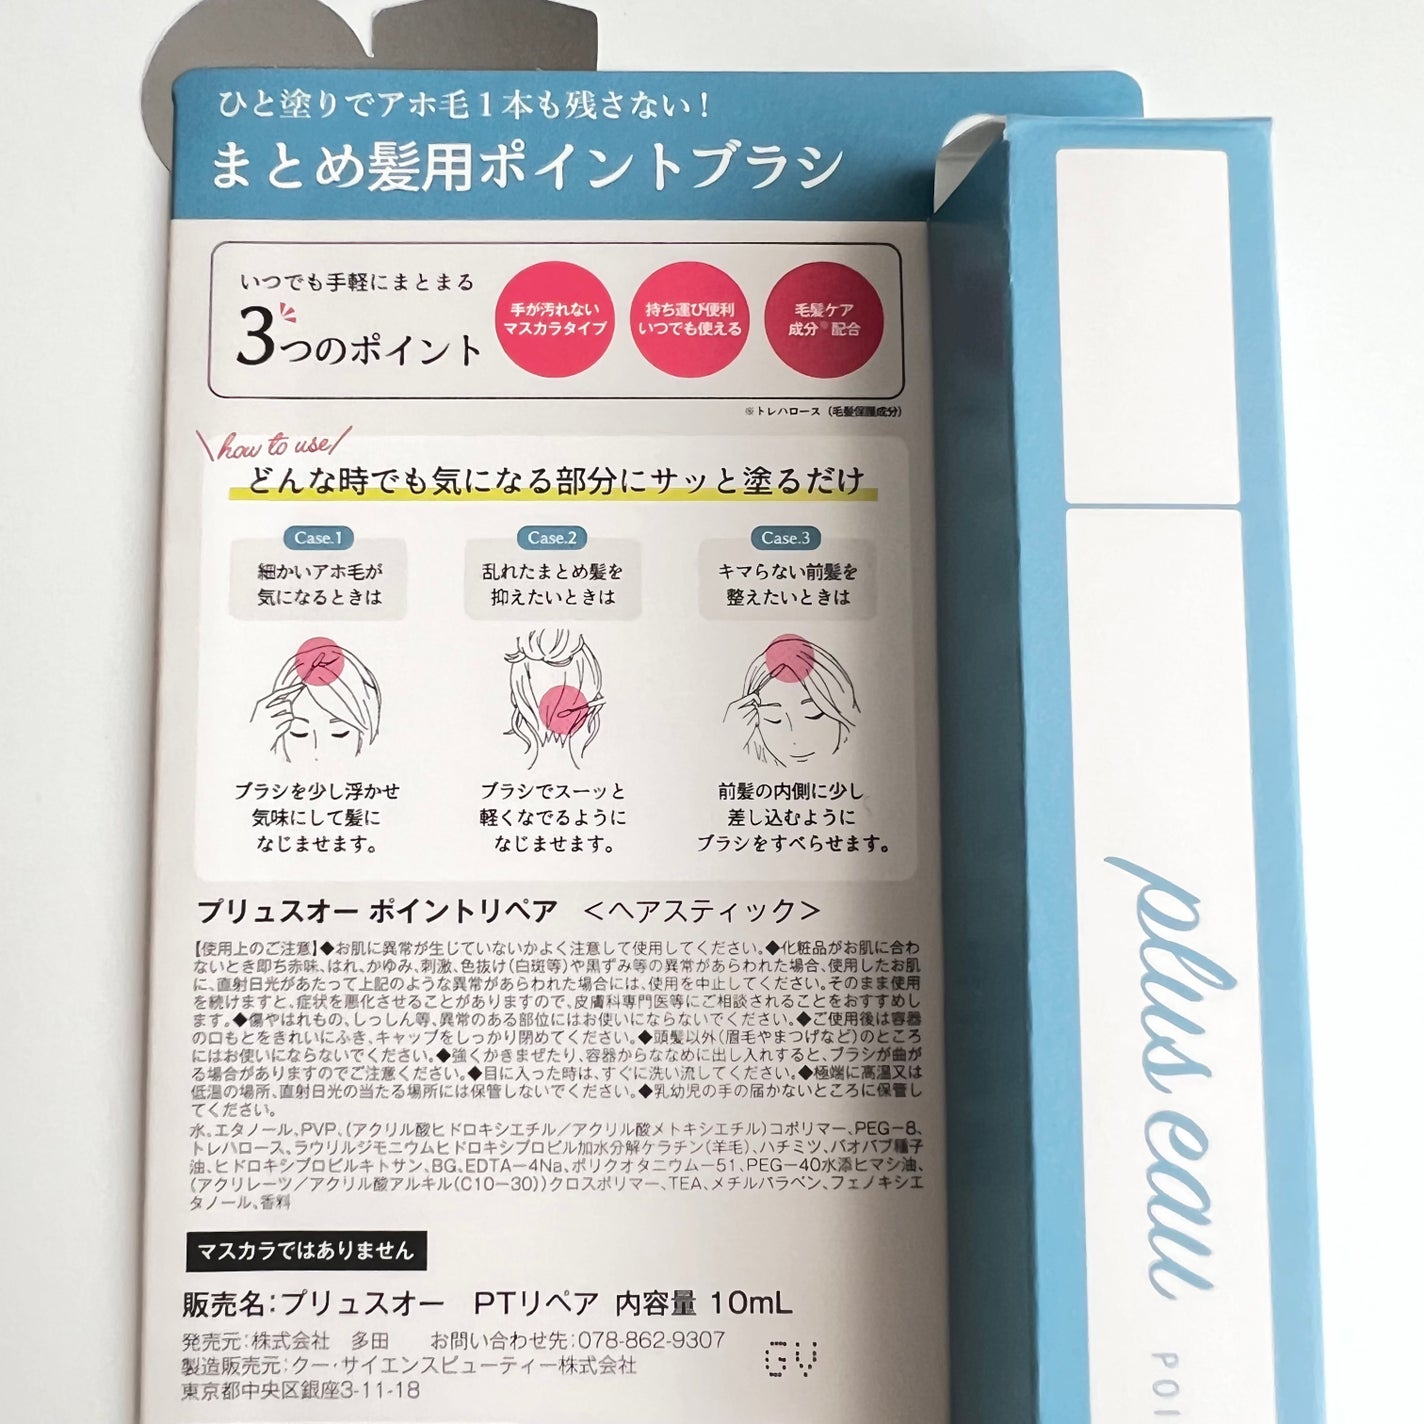 ひと塗りでアホ毛1本も残さない！
まとめ髪用ポイントブラシ
いつでも手軽にまとまる
3つのポイント
手が汚れない
マスカラタイプ
持ち運び便利
いつでも使える
毛髪ケア
成分※配合
※トレハロース（毛髪保護成分）
how to use
どんな時でも気になる部分にサッと塗るだけ
Case.1
細かいアホ毛が
気になるときは
ブラシを少し浮かせ
気味にして髪に
なじませます。
Case.2
乱れたまとめ髪を
抑えたいときは
ブラシでスーッと
軽くなでるように
なじませます。
Case.3
キマらない前髪を
整えたいときは
前髪の内側に少し
差し込むように
ブラシをすべらせます。
プリュスオー ポイントリペア ＜ヘアスティック＞
【使用上のご注意】◆お肌に異常が生じていないかよく注意して使用してください。◆化粧品がお肌に合わ
ないとき即ち赤味、はれ、かゆみ、刺激、色抜け（白斑等）や黒ずみ等の異常があらわれた場合、使用したお肌
に、直射日光があたって上記のような異常があらわれた場合には、使用を中止してください。そのまま使用
を続けますと、症状を悪化させることがありますので、皮膚科専門医等にご相談されることをおすすめし
ます。◆傷やはれもの、しっしん等、異常のある部位にはお使いにならないでください。◆ご使用後は容器
の口もとをきれいにふき、キャップをしっかり閉めてください。◆頭髪以外（眉毛やまつげなど）のところ
にはお使いにならないでください。◆強くかきまぜたり、容器からななめに出し入れすると、ブラシが曲が
る場合がありますのでご注意ください。◆目に入った時は、すぐに洗い流してください。◆極端に高温又は
低温の場所、直射日光の当たる場所には保管しないでください。◆乳幼児の手の届かないところに保管し
てください。
水、エタノール、PVP、（アクリル酸ヒドロキシエチル／アクリル酸メトキシエチル）コポリマー、PEG－8、
トレハロース、ラウリルジモニウムヒドロキシプロピル加水分解ケラチン（羊毛）、ハチミツ、バオバブ種子
油、ヒドロキシプロピルキトサン、BG、EDTA－4Na、ポリクオタニウム－51、PEG－40水添ヒマシ油、
（アクリレーツ／アクリル酸アルキル（C10－30））クロスポリマー、TEA、メチルパラベン、フェノキシエ
タノール、香料
マスカラではありません
販売名：プリュスオー PTリペア 内容量 10mL
発売元：株式会社 多田 お問い合わせ先：078-862-9307
製造販売元：クー・サイエンスビューティー株式会社
東京都中央区銀座3-11-18
GV
plus eau
POI